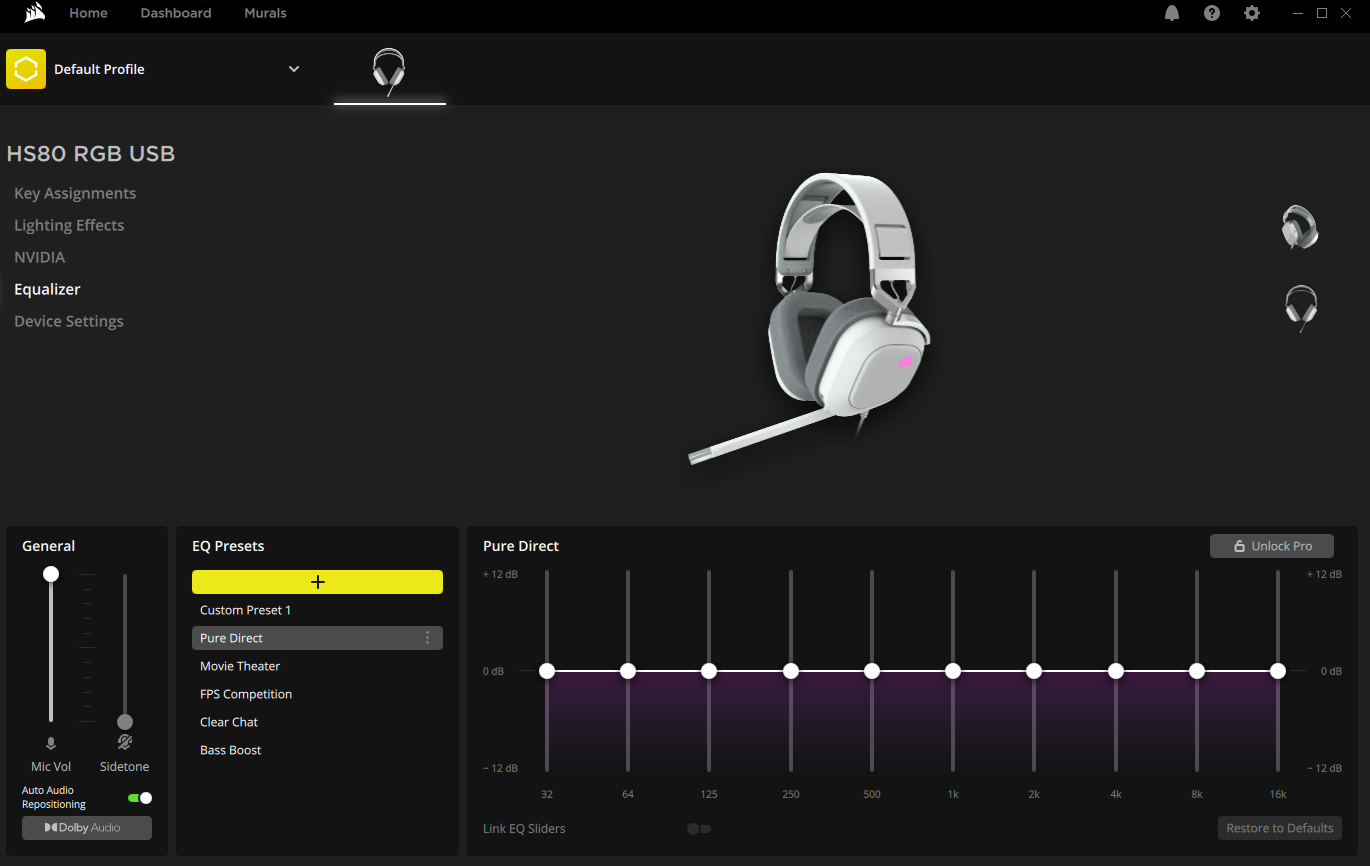 Home Dashboard Murals
Default Profile
HS80 RGB USB
Key Assignments
Lighting Effects
NVIDIA
Equalizer
Device Settings
General
Mic Vol Sidetone
Auto Audio
Repositioning
Dolby Audio
EQ Presets
+
Custom Preset 1
Pure Direct
Movie Theater
FPS Competition
Clear Chat
Bass Boost
Pure Direct
Unlock Pro
+ 12 dB + 12 dB
0 dB 0 dB
− 12 dB − 12 dB
32 64 125 250 500 1k 2k 4k 8k 16k
Link EQ Sliders
Restore to Defaults